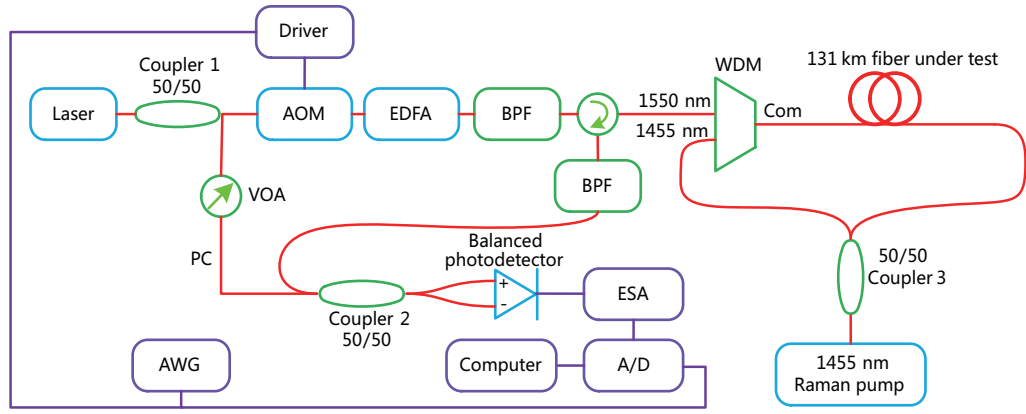 Driver
Coupler 1
50/50
Laser
AOM
EDFA
BPF
1550 nm
1455 nm
WDM
Com
131 km fiber under test
BPF
VOA
PC
Balanced
photodetector
+
-
Coupler 2
50/50
ESA
50/50
Coupler 3
AWG
Computer
A/D
1455 nm
Raman pump